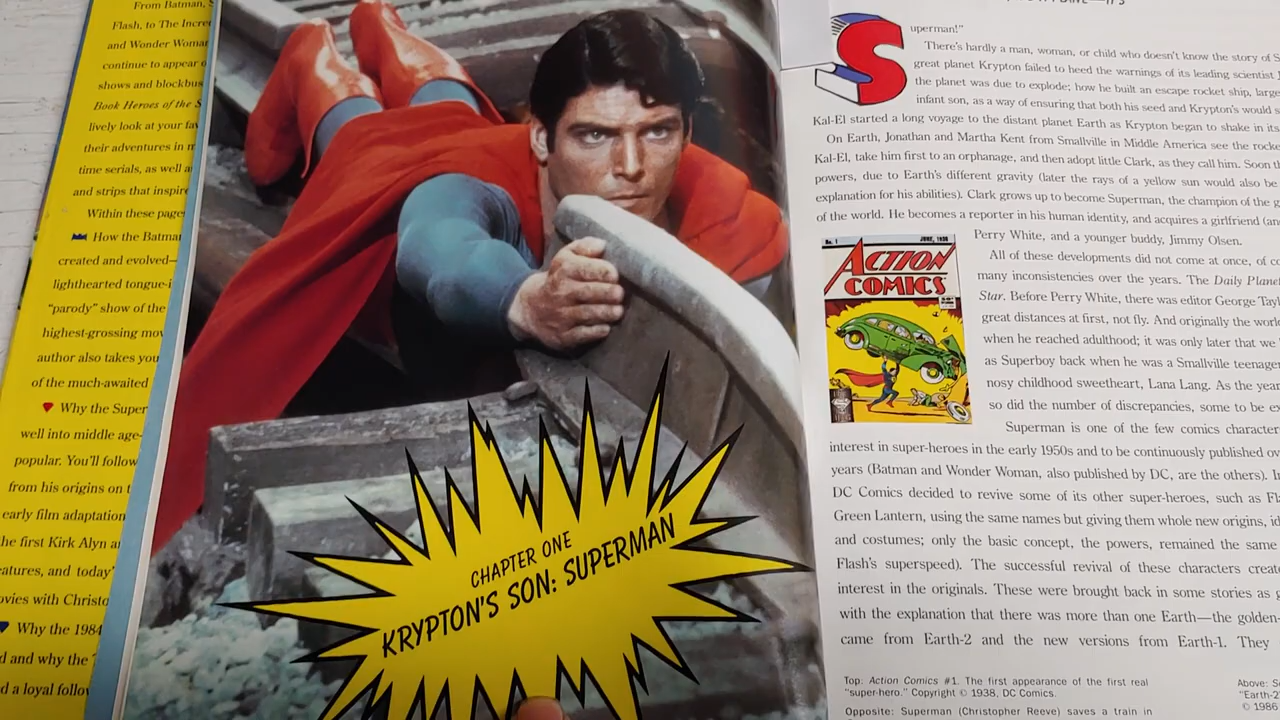 From Batman,
Flash, to The Incre
and Wonder Woman
continue to appear o
shows and blockbus
Book Heroes of the S
lively look at your fav
their adventures in m
time serials, as well a
and strips that inspire
Within these page
How the Batman
created and evolved—
lighthearted tongue-i
"parody" show of the
highest-grossing mov
author also takes you
of the much-awaited
Why the Super
well into middle age-
popular. You'll follow
from his origins on t
early film adaptation
he first Kirk Alyn a
eatures, and today'
ovies with Christo
Why the 1984
d and why the
d a loyal follow
CHAPTER ONE
KRYPTON'S SON: SUPERMAN
Superman!"
There's hardly a man, woman, or child who doesn't know the story of S
great planet Krypton failed to heed the warnings of its leading scientist
the planet was due to explode; how he built an escape rocket ship, large
infant son, as a way of ensuring that both his seed and Krypton's would
Kal-El started a long voyage to the distant planet Earth as Krypton began to shake in its
On Earth, Jonathan and Martha Kent from Smallville in Middle America see the rocke
Kal-El, take him first to an orphanage, and then adopt little Clark, as they call him. Soon t
powers, due to Earth's different gravity (later the rays of a yellow sun would also be
explanation for his abilities). Clark grows up to become Superman, the champion of the g
of the world. He becomes a reporter in his human identity, and acquires a girlfriend (an
Perry White, and a younger buddy, Jimmy Olsen.
All of these developments did not come at once, of co
many inconsistencies over the years. The Daily Plane
Star. Before Perry White, there was editor George Tay
great distances at first, not fly. And originally the worl
when he reached adulthood; it was only later that we
as Superboy back when he was a Smallville teenager
nosy childhood sweetheart, Lana Lang. As the yea
so did the number of discrepancies, some to be e
Superman is one of the few comics character
interest in super-heroes in the early 1950s and to be continuously published ov
years (Batman and Wonder Woman, also published by DC, are the others). I
DC Comics decided to revive some of its other super-heroes, such as Fl
Green Lantern, using the same names but giving them whole new origins, i
and costumes; only the basic concept, the powers, remained the same
Flash's superspeed). The successful revival of these characters create
interest in the originals. These were brought back in some stories as g
with the explanation that there was more than one Earth—the golden-
came from Earth-2 and the new versions from Earth-1. They
No. 1
JUNE, 1938
ACTION
COMICS
Top: Action Comics #1. The first appearance of the first real
"super-hero." Copyright © 1938, DC Comics.
Opposite: Superman (Christopher Reeve) saves a train in
Above: S
"Earth-2
© 1986